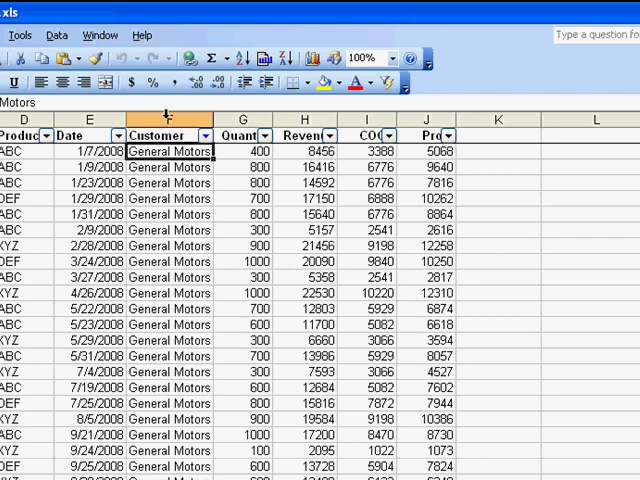 .xls
Tools Data Window Help Type a question fo
Σ 100%
U $ % ,
Motors
D E F G H I J K L
Produc Date Customer Quant Reven CO Pro
ABC 1/7/2008 General Motors 400 8456 3388 5068
ABC 1/9/2008 General Motors 800 16416 6776 9640
ABC 1/23/2008 General Motors 800 14592 6776 7816
DEF 1/29/2008 General Motors 700 17150 6888 10262
ABC 1/31/2008 General Motors 800 15640 6776 8864
ABC 2/9/2008 General Motors 300 5157 2541 2616
XYZ 2/28/2008 General Motors 900 21456 9198 12258
DEF 3/24/2008 General Motors 1000 20090 9840 10250
ABC 3/27/2008 General Motors 300 5358 2541 2817
XYZ 4/26/2008 General Motors 1000 22530 10220 12310
ABC 5/22/2008 General Motors 700 12803 5929 6874
ABC 5/23/2008 General Motors 600 11700 5082 6618
XYZ 5/29/2008 General Motors 300 6660 3066 3594
ABC 5/31/2008 General Motors 700 13986 5929 8057
XYZ 7/4/2008 General Motors 300 7593 3066 4527
ABC 7/19/2008 General Motors 600 12684 5082 7602
DEF 7/25/2008 General Motors 800 15816 7872 7944
XYZ 8/5/2008 General Motors 900 19584 9198 10386
ABC 9/21/2008 General Motors 1000 17200 8470 8730
XYZ 9/24/2008 General Motors 100 2095 1022 1073
DEF 9/25/2008 General Motors 600 13728 5904 7824